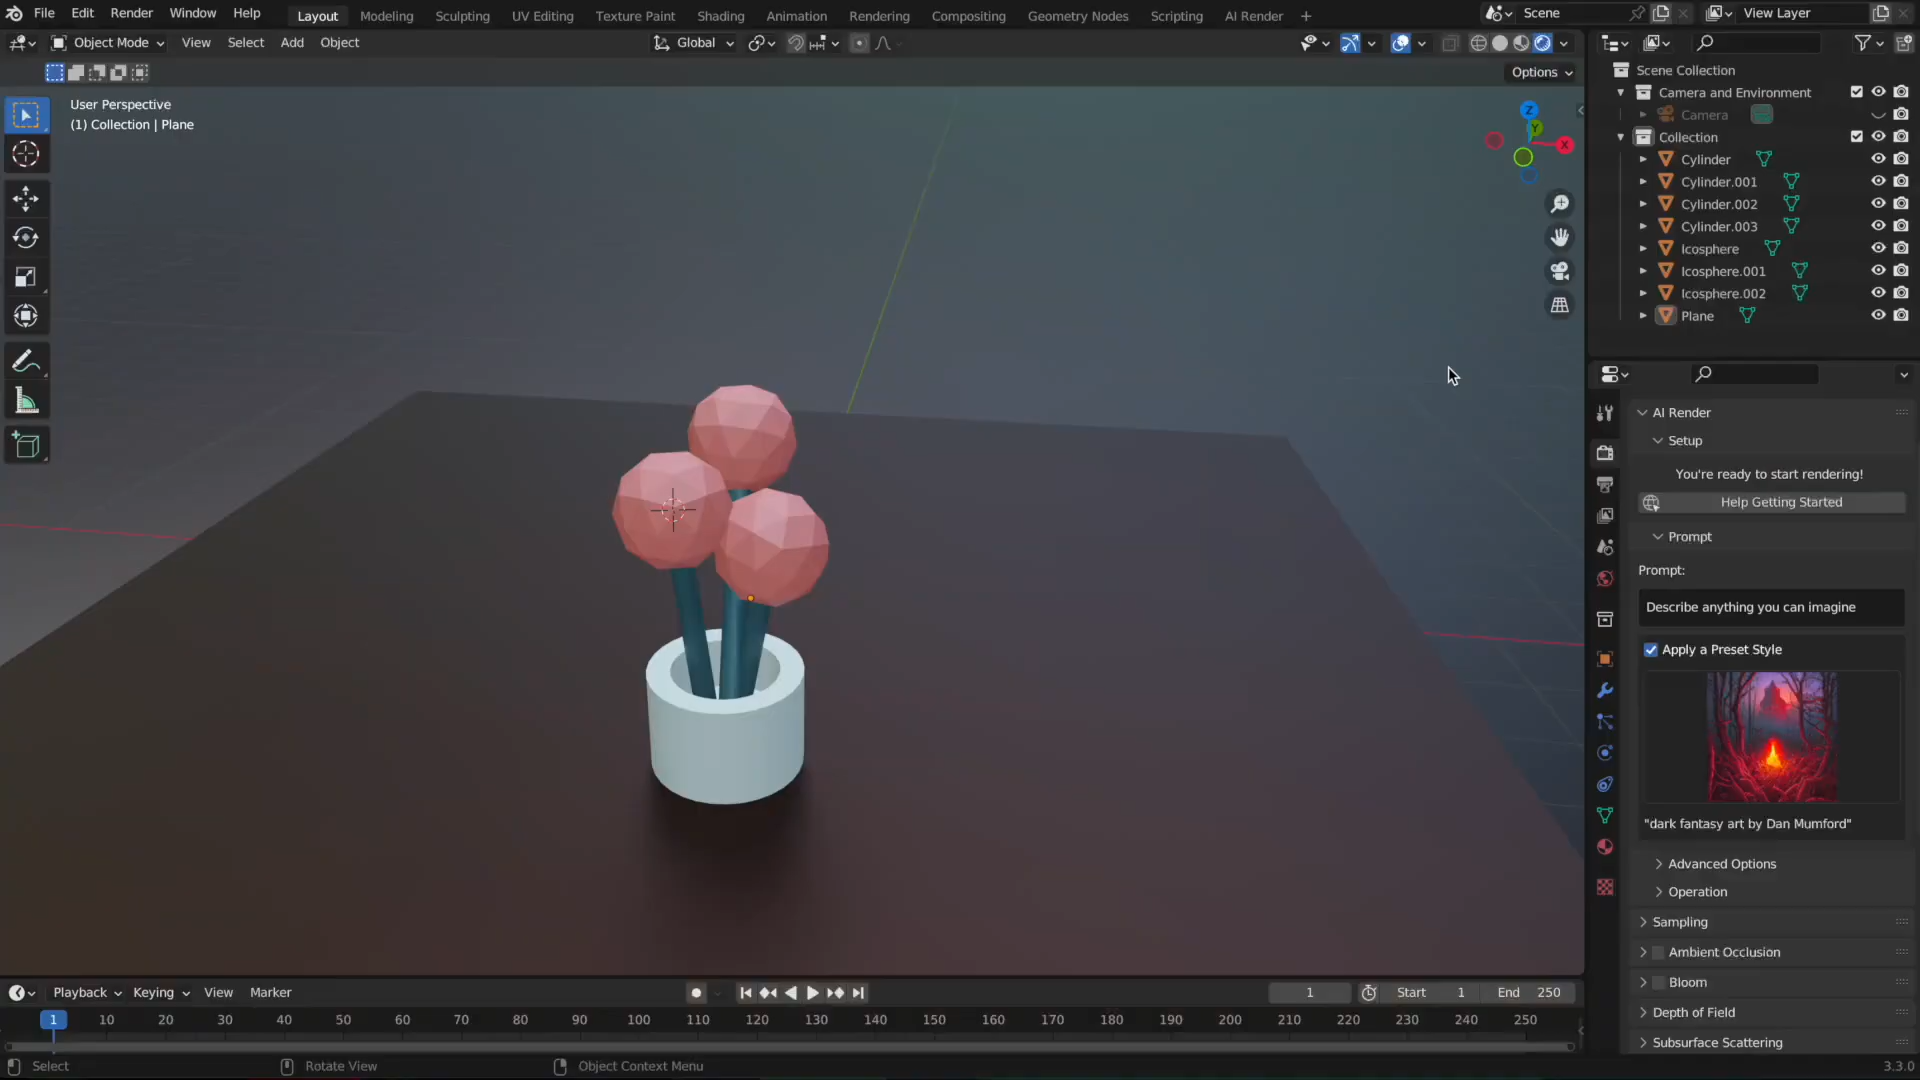 File Edit Render Window Help Layout Modeling Sculpting UV Editing Texture Paint Shading Animation Rendering Compositing Geometry Nodes Scripting AI Render + Scene View Layer
Object Mode View Select Add Object Global
Options
User Perspective
(1) Collection | Plane
Z
Y
X
Scene Collection
Camera and Environment
Camera
Collection
Cylinder
Cylinder.001
Cylinder.002
Cylinder.003
Icosphere
Icosphere.001
Icosphere.002
Plane
AI Render
Setup
You're ready to start rendering!
Help Getting Started
Prompt
Prompt:
Describe anything you can imagine
Apply a Preset Style
"dark fantasy art by Dan Mumford"
Advanced Options
Operation
Sampling
Ambient Occlusion
Bloom
Depth of Field
Subsurface Scattering
Playback Keying View Marker 1 Start 1 End 250
1 10 20 30 40 50 60 70 80 90 100 110 120 130 140 150 160 170 180 190 200 210 220 230 240 250
Select Rotate View Object Context Menu 3.3.0